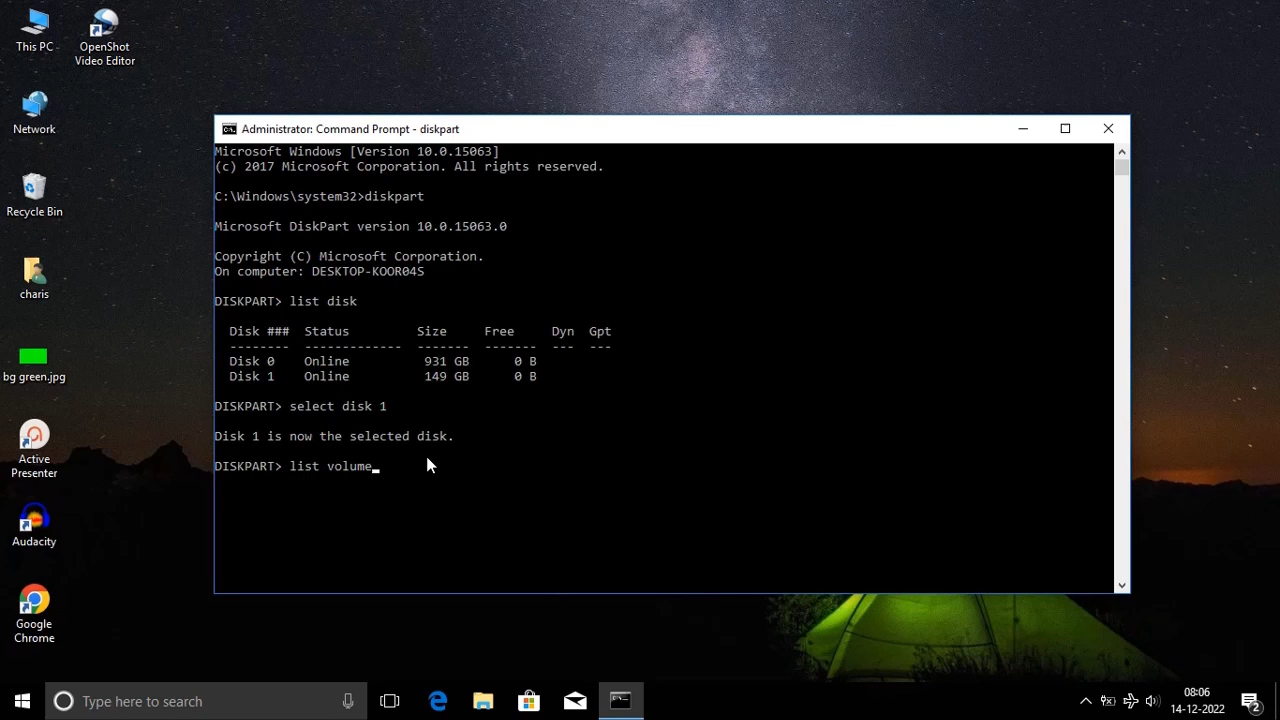 This PC
OpenShot
Video Editor
Network
Recycle Bin
charis
bg green.jpg
Active
Presenter
Audacity
Google
Chrome
Administrator: Command Prompt - diskpart
Microsoft Windows [Version 10.0.15063]
(c) 2017 Microsoft Corporation. All rights reserved.
C:\Windows\system32>diskpart
Microsoft DiskPart version 10.0.15063.0
Copyright (C) Microsoft Corporation.
On computer: DESKTOP-KOOR04S
DISKPART> list disk
Disk ### Status Size Free Dyn Gpt
-------- ------------- ------- ------- --- ---
Disk 0 Online 931 GB 0 B
Disk 1 Online 149 GB 0 B
DISKPART> select disk 1
Disk 1 is now the selected disk.
DISKPART> list volume_
Type here to search
08:06
14-12-2022
2